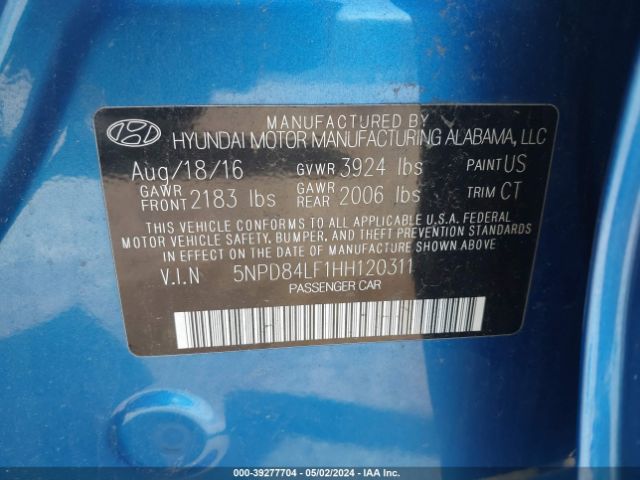 MANUFACTURED BY
HYUNDAI MOTOR MANUFACTURING ALABAMA, LLC
Aug/18/16 GVWR 3924 lbs PAINT US
GAWR FRONT 2183 lbs GAWR REAR 2006 lbs TRIM CT
THIS VEHICLE CONFORMS TO ALL APPLICABLE U.S.A. FEDERAL
MOTOR VEHICLE SAFETY, BUMPER, AND THEFT PREVENTION
STANDARDS IN EFFECT ON THE DATE OF MANUFACTURE SHOWN ABOVE
V.I.N 5NPD84LF1HH120311
PASSENGER CAR
000-39277704 - 05/02/2024 - IAA Inc.